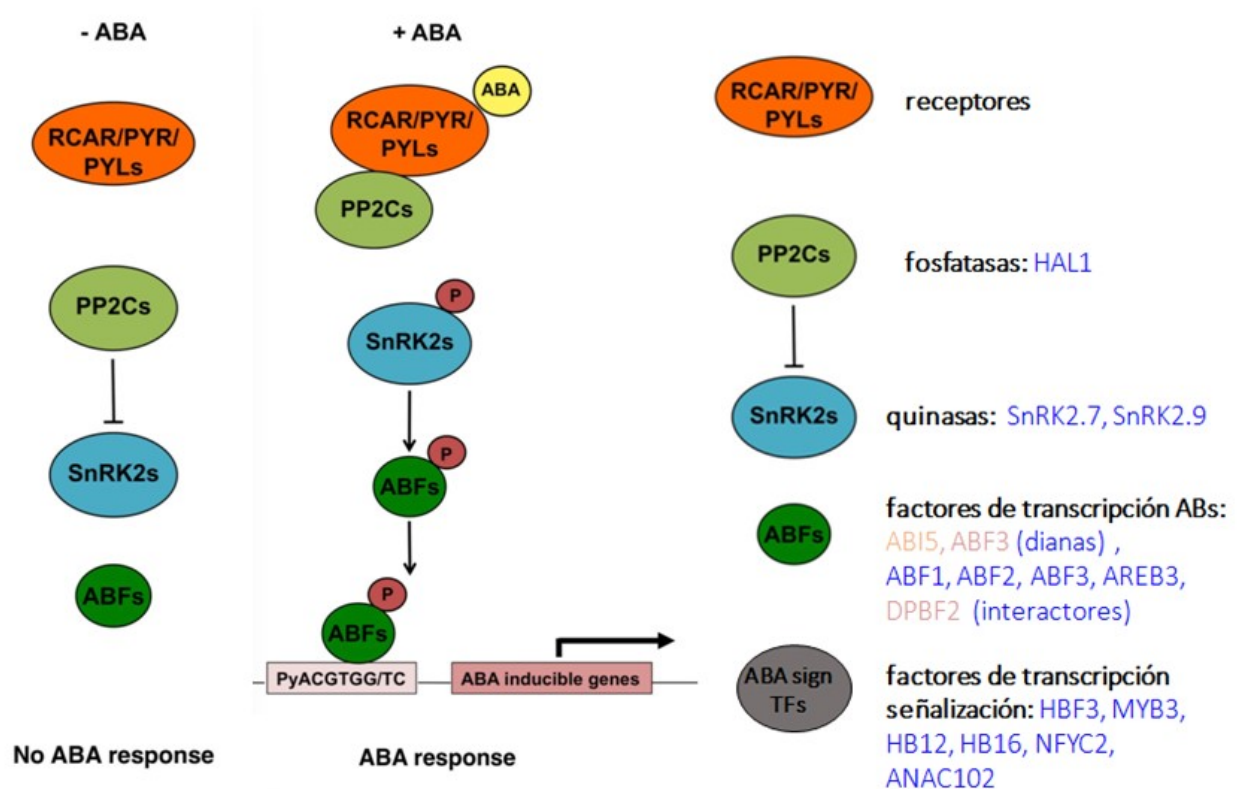 - ABA
RCAR/PYR/
PYLs
PP2Cs
SnRK2s
ABFs
No ABA response
+ ABA
ABA
RCAR/PYR/
PYLs
PP2Cs
P
SnRK2s
P
ABFs
P
ABFs
PyACGTGG/TC
ABA inducible genes
ABA response
RCAR/PYR/
PYLs
receptores
PP2Cs
fosfatasas: HAL1
SnRK2s
quinasas: SnRK2.7, SnRK2.9
ABFs
factores de transcripción ABs:
ABI5, ABF3 (dianas) ,
ABF1, ABF2, ABF3, AREB3,
DPBF2 (interactores)
ABA sign
TFs
factores de transcripción
señalización: HBF3, MYB3,
HB12, HB16, NFYC2,
ANAC102